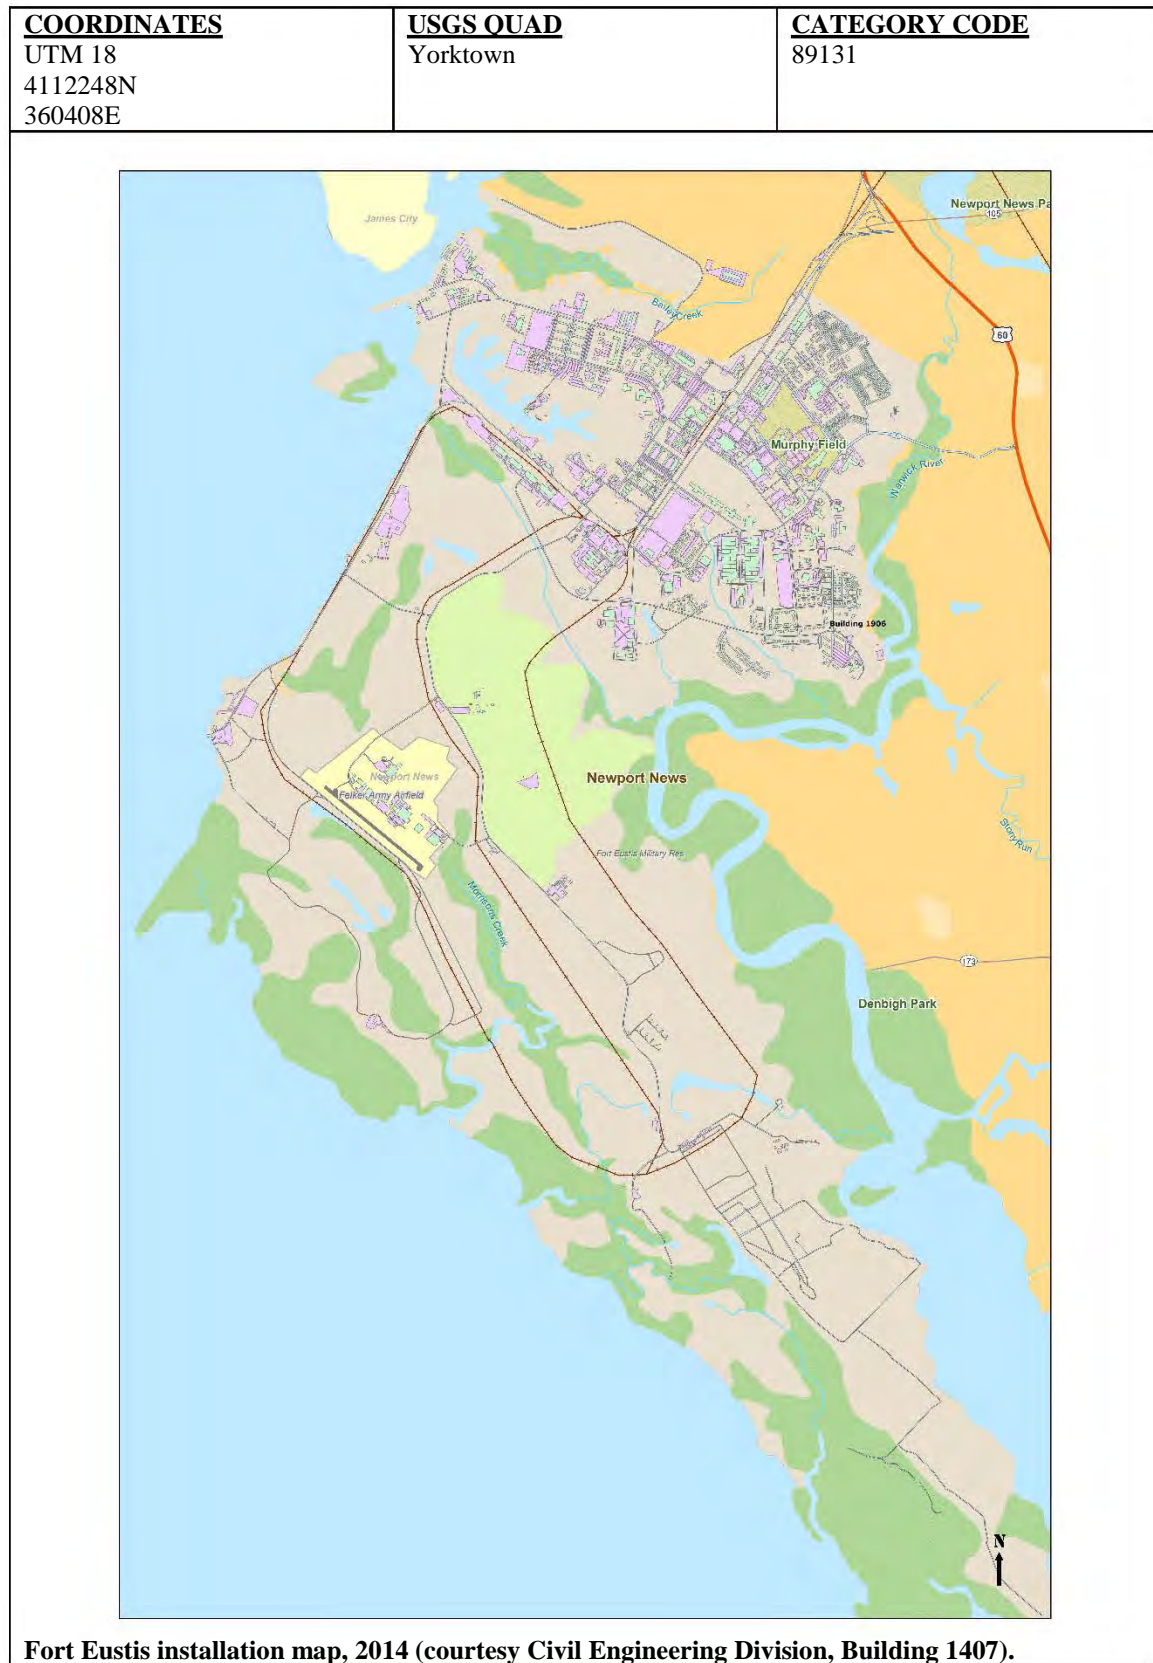 COORDINATES
UTM 18
4112248N
360408E
USGS QUAD
Yorktown
CATEGORY CODE
89131
James City
Newport News Pa
105
Bailey Creek
60
Murphy Field
Warwick River
Building 1906
Newport News
Felker Army Airfield
Newport News
Fort Eustis Military Res
Stony Run
Morrisons Creek
173
Denbigh Park
N
Fort Eustis installation map, 2014 (courtesy Civil Engineering Division, Building 1407).